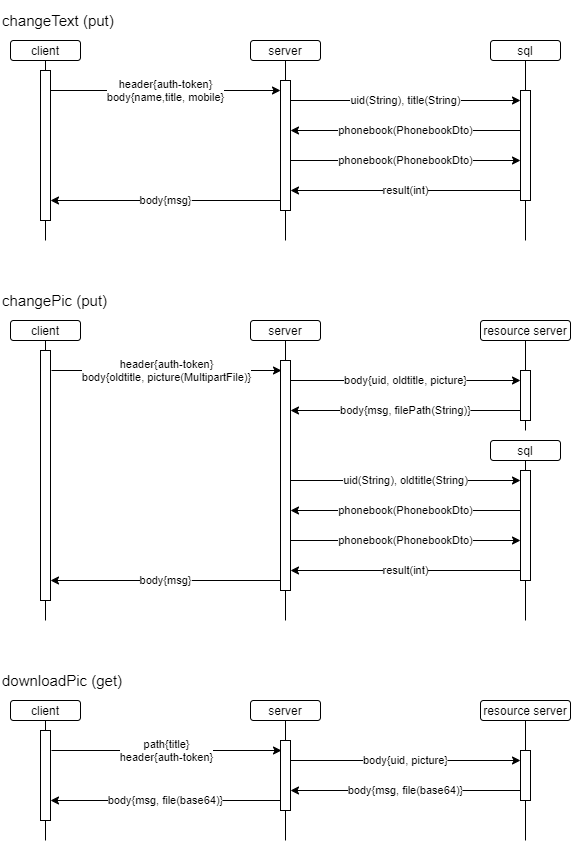 changeText (put)
client
server
sql
header{auth-token}
body{name,title, mobile}
uid(String), title(String)
phonebook(PhonebookDto)
phonebook(PhonebookDto)
result(int)
body{msg}
changePic (put)
client
server
resource server
header{auth-token}
body{oldtitle, picture(MultipartFile)}
body{uid, oldtitle, picture}
body{msg, filePath(String)}
sql
uid(String), oldtitle(String)
phonebook(PhonebookDto)
phonebook(PhonebookDto)
result(int)
body{msg}
downloadPic (get)
client
server
resource server
path{title}
header{auth-token}
body{uid, picture}
body{msg, file(base64)}
body{msg, file(base64)}